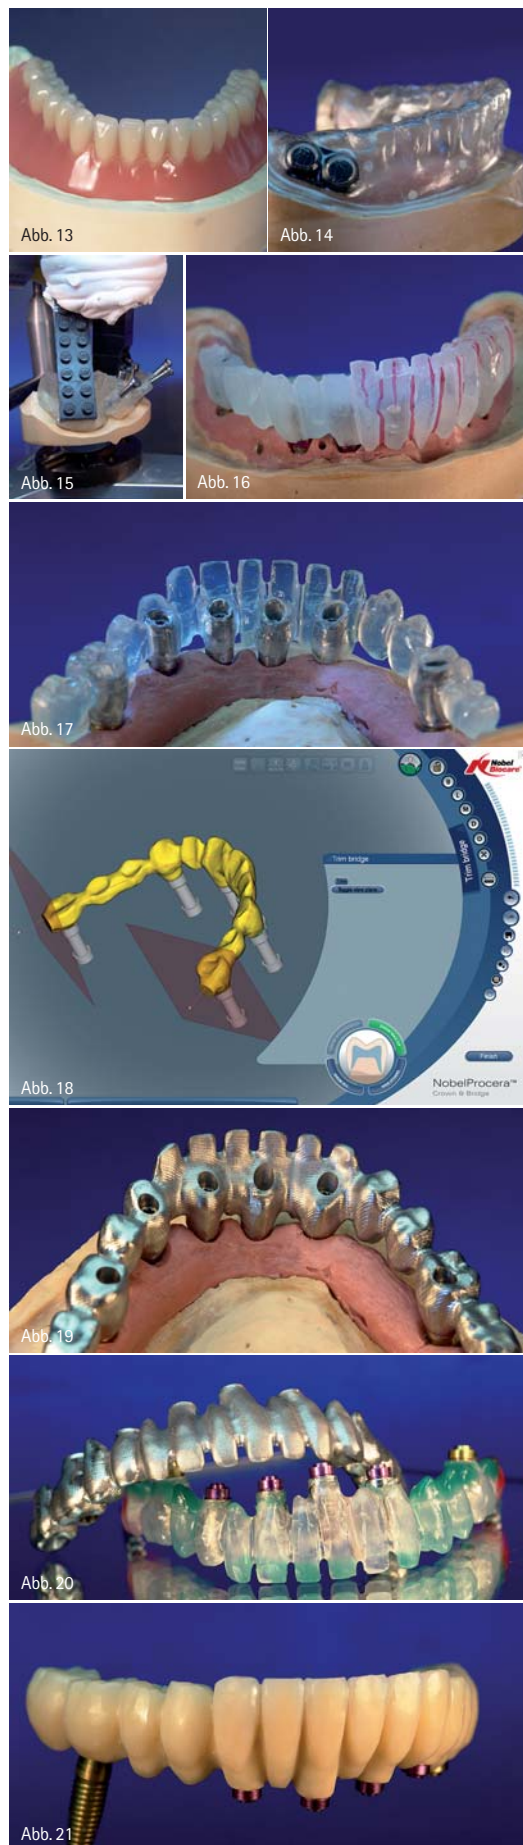 Abb. 13
Abb. 14
Abb. 15
Abb. 16
Abb. 17
Nobel
Biocare™
Trim bridge
Trim bridge
Finish
NobelProcera™
Crown & Bridge
Abb. 18
Abb. 19
Abb. 20
Abb. 21